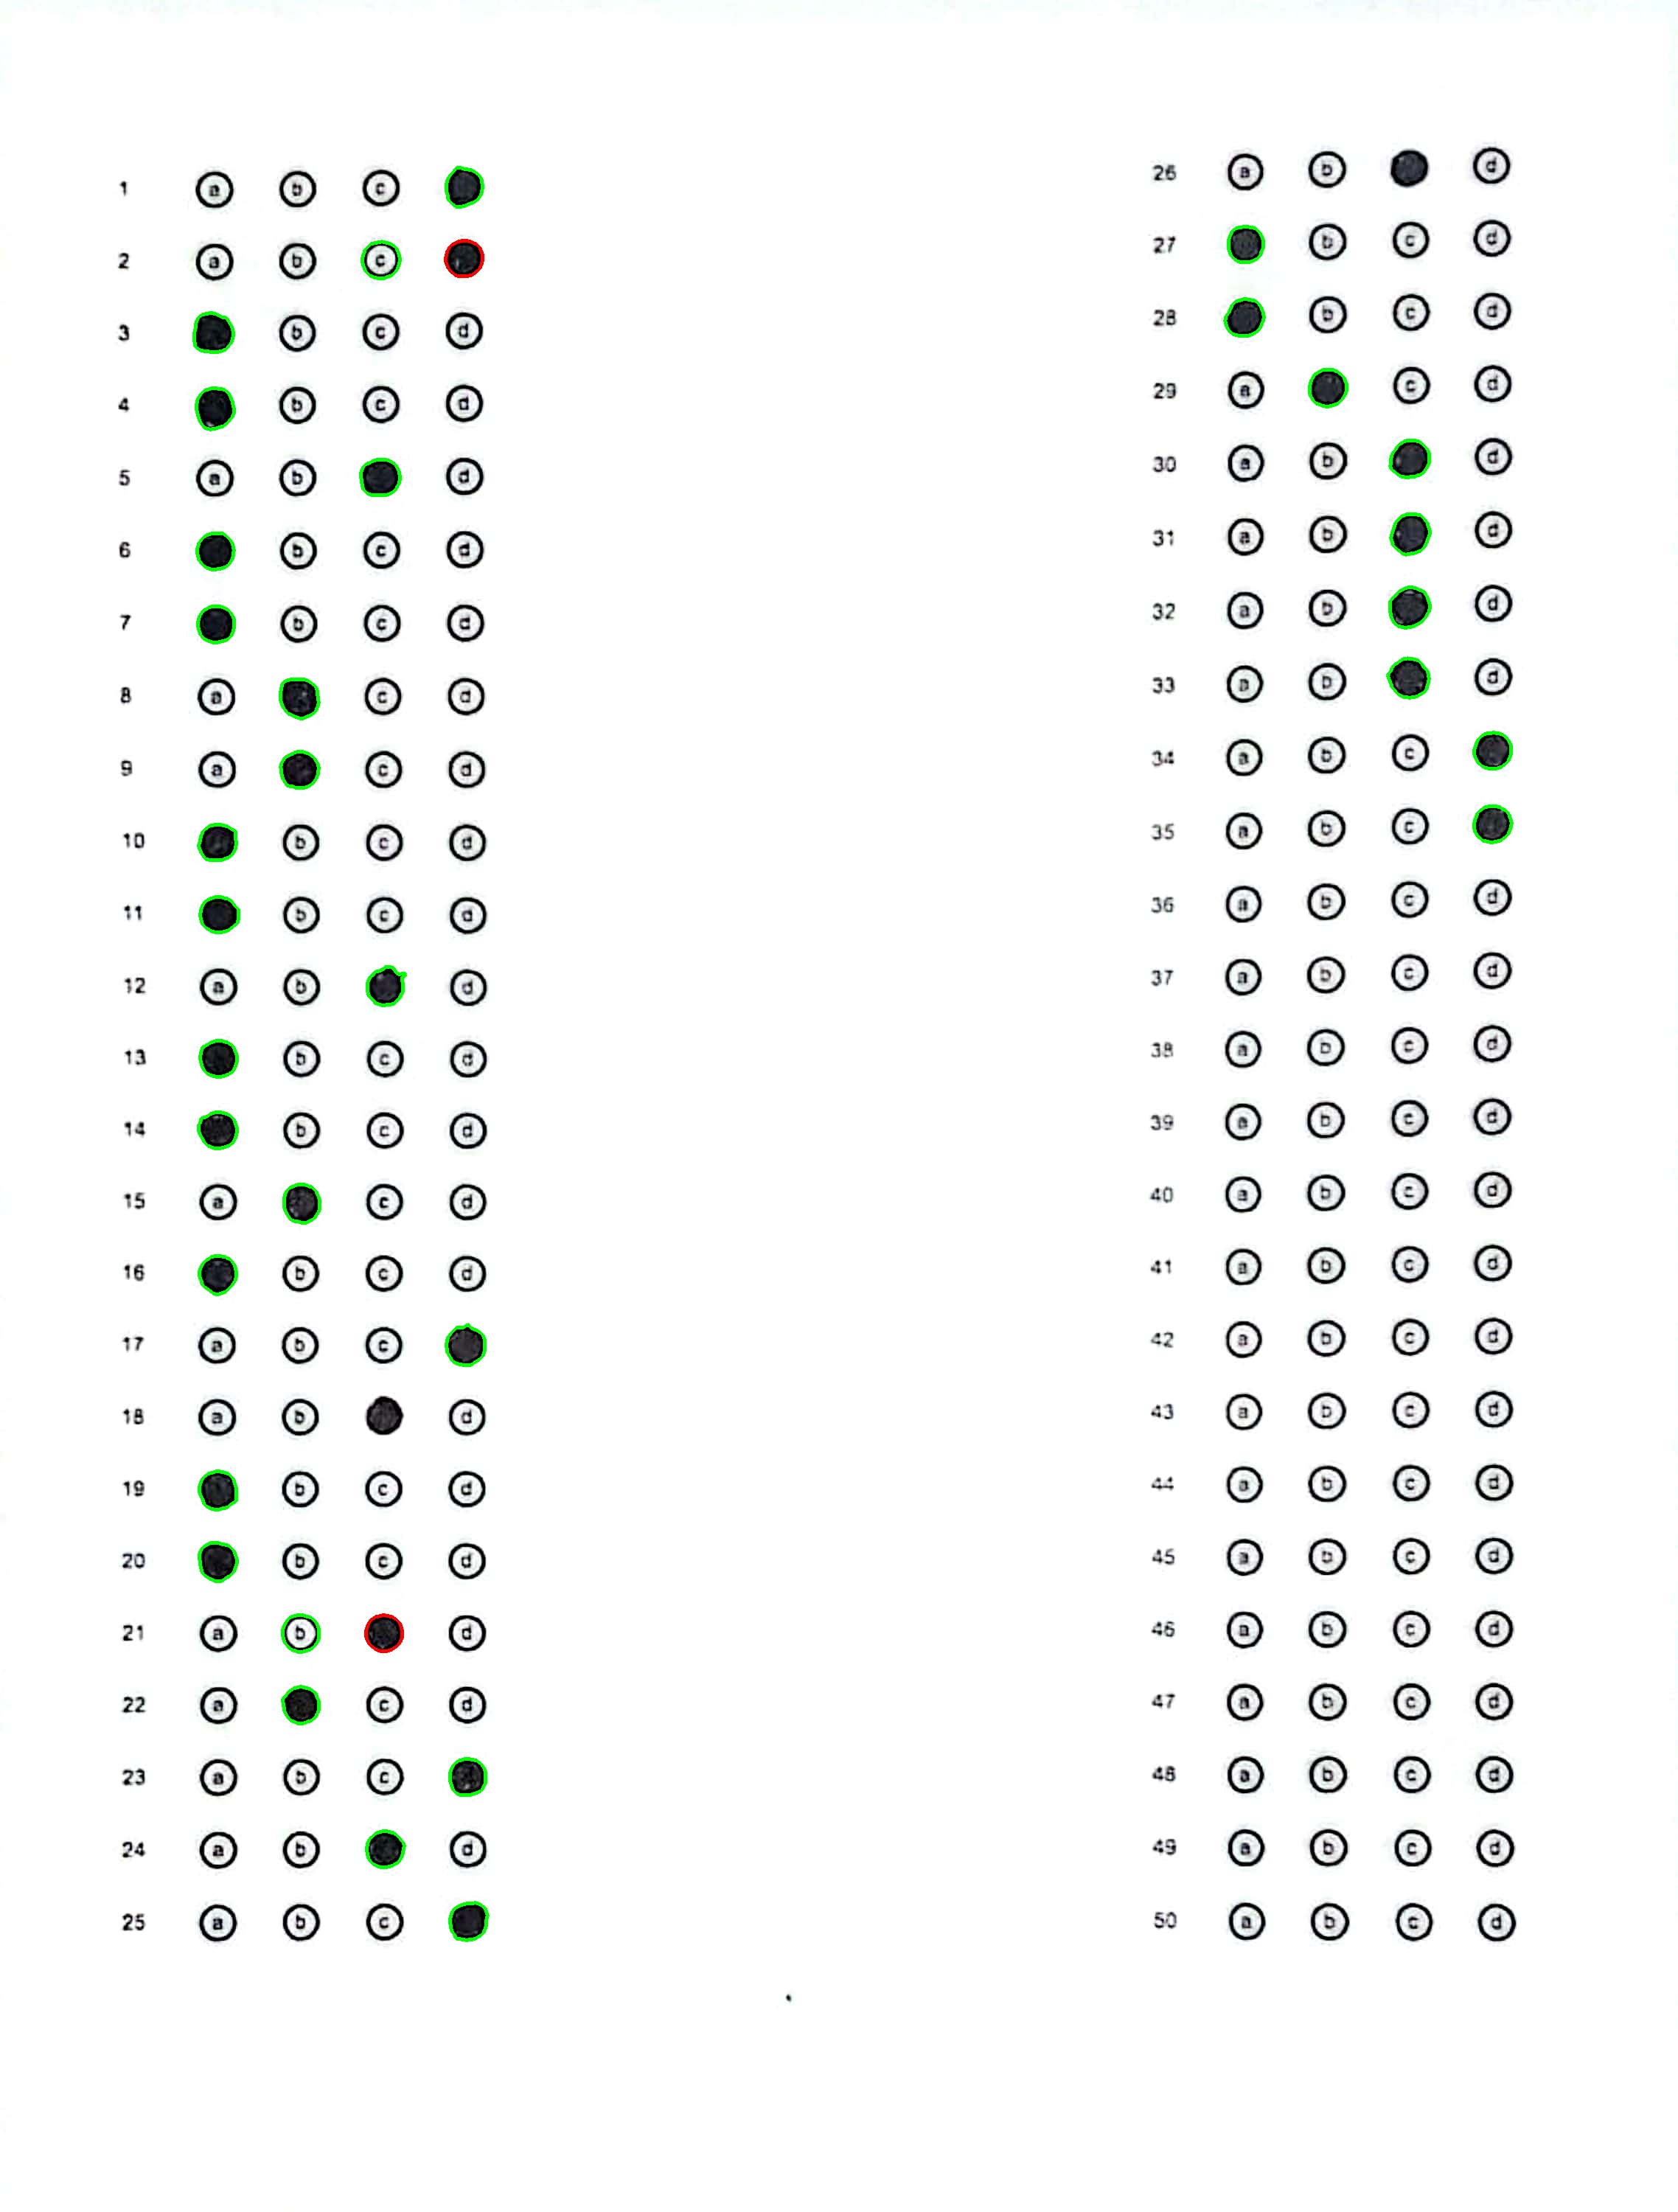 1 a b c
2 a b c
3 b c d
4 b c d
5 a b d
6 b c d
7 b c d
8 a c d
9 a c d
10 b c d
11 b c d
12 a b d
13 b c d
14 b c d
15 a c d
16 b c d
17 a b c
18 a b d
19 b c d
20 b c d
21 a b d
22 a c d
23 a b c
24 a b d
25 a b c
26 a b d
27 b c d
28 b c d
29 a c d
30 a b d
31 a b d
32 a b d
33 a b d
34 a b c
35 a b c
36 a b c d
37 a b c d
38 a b c d
39 a b c d
40 a b c d
41 a b c d
42 a b c d
43 a b c d
44 a b c d
45 a b c d
46 a b c d
47 a b c d
48 a b c d
49 a b c d
50 a b c d